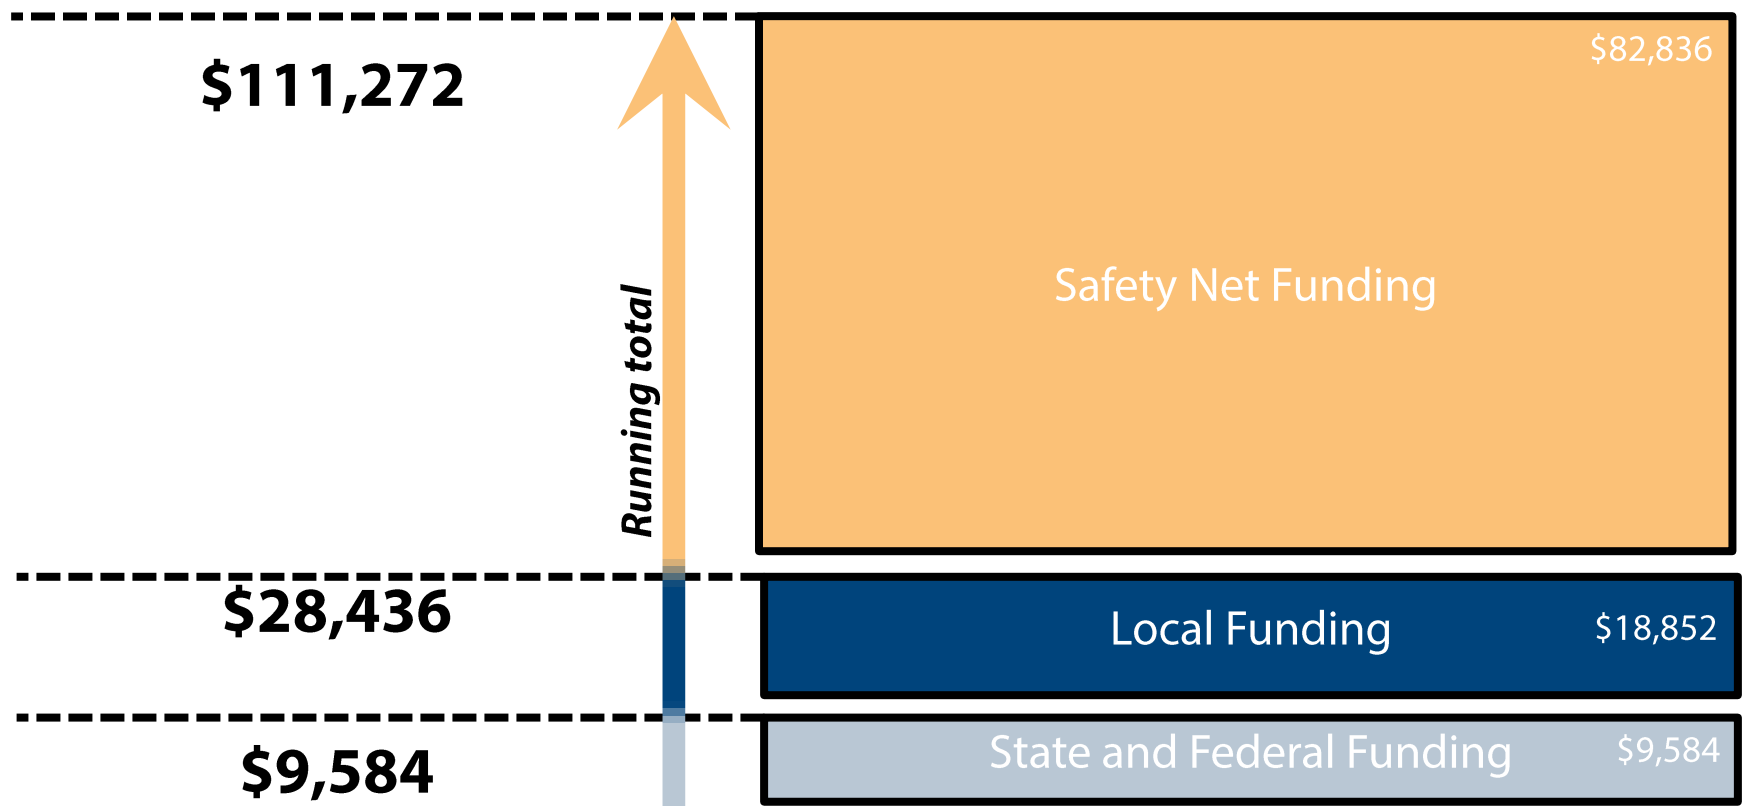 $111,272
$82,836
Safety Net Funding
Running total
$28,436
Local Funding
$18,852
$9,584
State and Federal Funding
$9,584